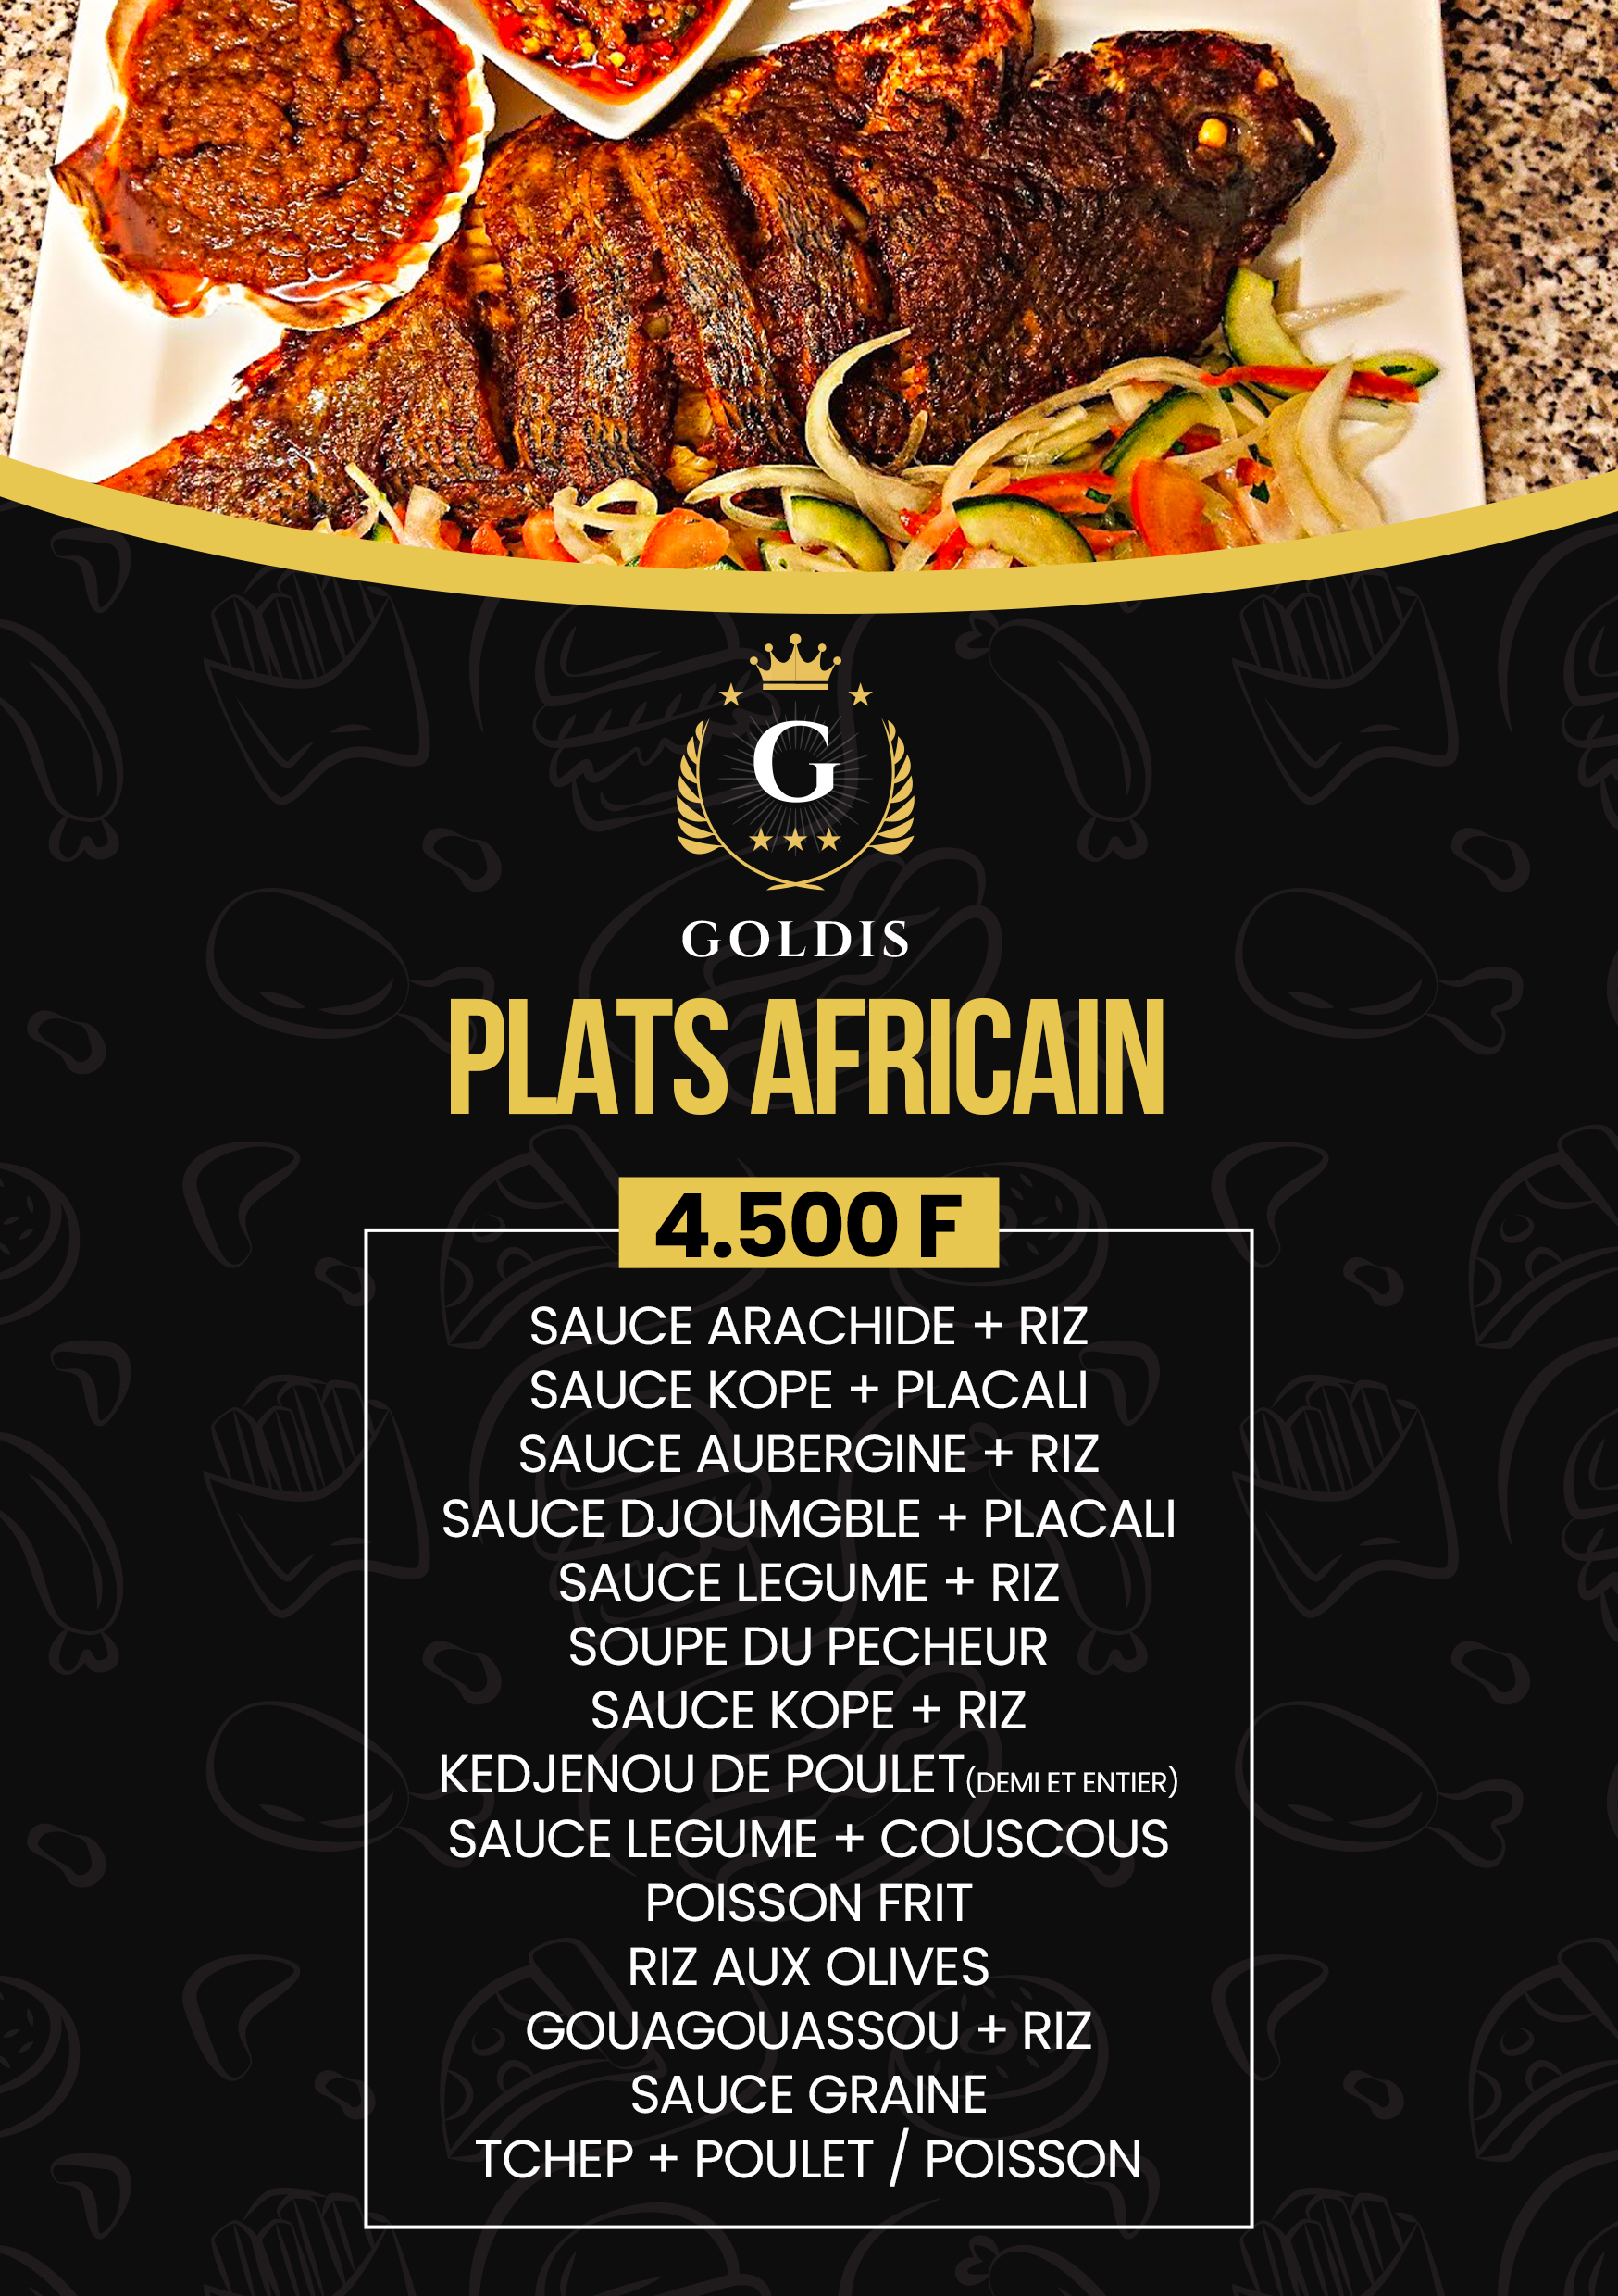 G
GOLDIS
PLATS AFRICAIN
4.500 F
SAUCE ARACHIDE + RIZ
SAUCE KOPE + PLACALI
SAUCE AUBERGINE + RIZ
SAUCE DJOUMGBLE + PLACALI
SAUCE LEGUME + RIZ
SOUPE DU PECHEUR
SAUCE KOPE + RIZ
KEDJENOU DE POULET(DEMI ET ENTIER)
SAUCE LEGUME + COUSCOUS
POISSON FRIT
RIZ AUX OLIVES
GOUAGOUASSOU + RIZ
SAUCE GRAINE
TCHEP + POULET / POISSON